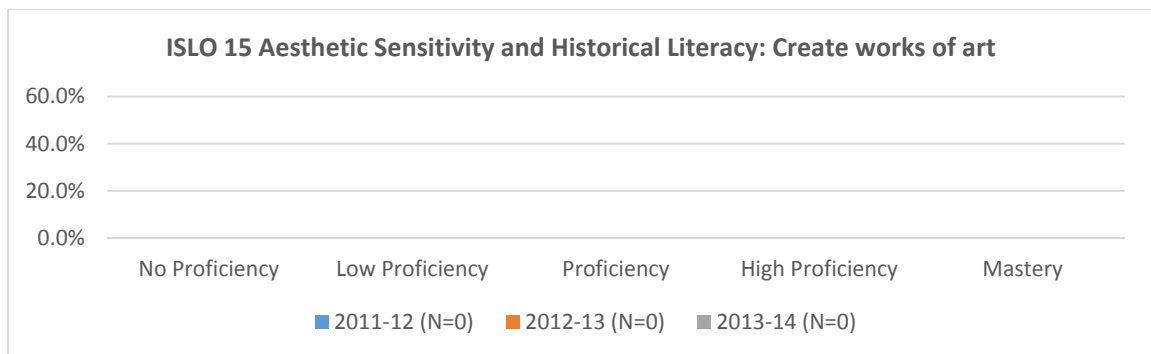 ISLO 15 Aesthetic Sensitivity and Historical Literacy: Create works of art
60.0%
40.0%
20.0%
0.0%
No Proficiency Low Proficiency Proficiency High Proficiency Mastery
2011-12 (N=0) 2012-13 (N=0) 2013-14 (N=0)